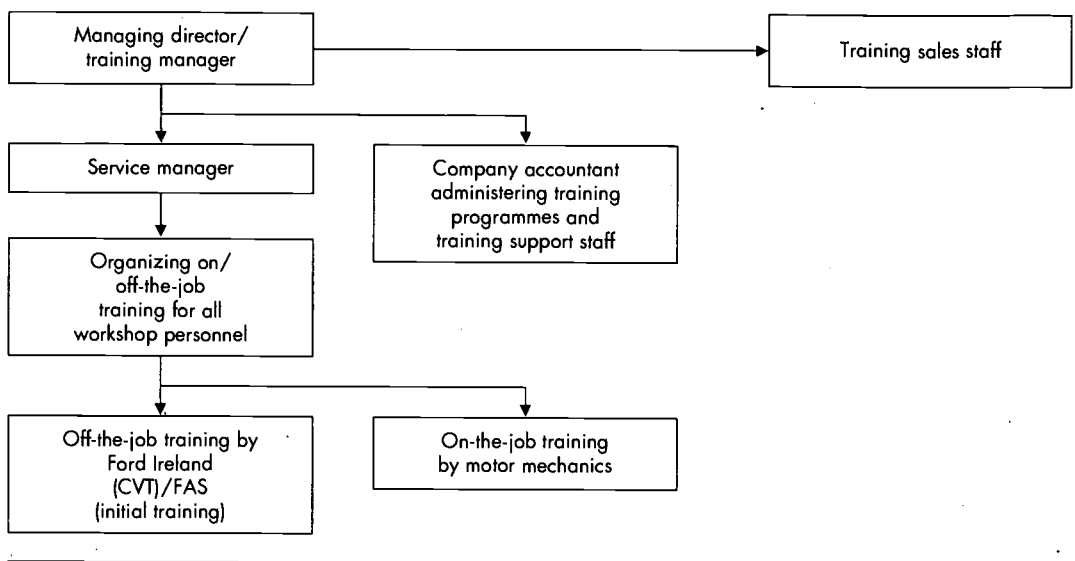 Managing director/
training manager
Training sales staff
Service manager
Company accountant
administering training
programmes and
training support staff
Organizing on/
off-the-job
training for all
workshop personnel
Off-the-job training by
Ford Ireland
(CVT)/FAS
(initial training)
On-the-job training
by motor mechanics